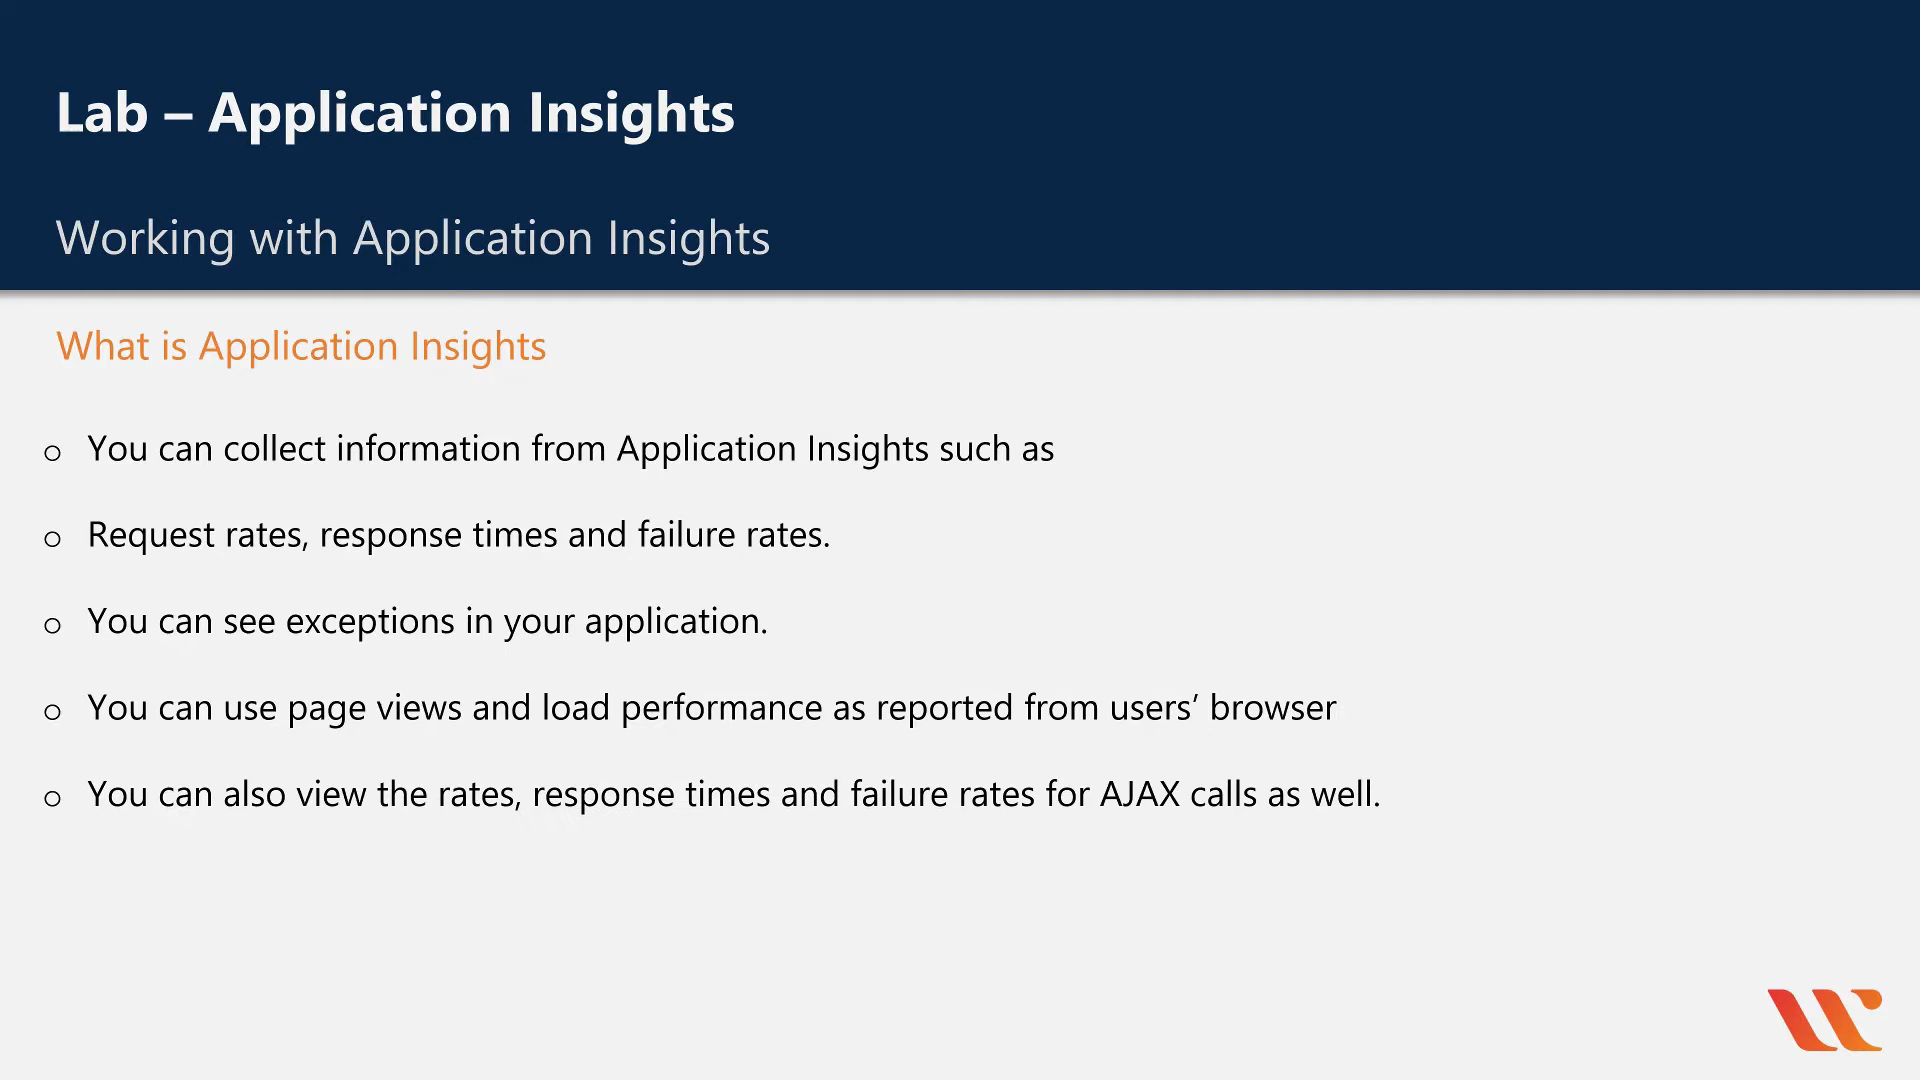 Lab – Application Insights
Working with Application Insights
What is Application Insights
o You can collect information from Application Insights such as
o Request rates, response times and failure rates.
o You can see exceptions in your application.
o You can use page views and load performance as reported from users’ browser
o You can also view the rates, response times and failure rates for AJAX calls as well.